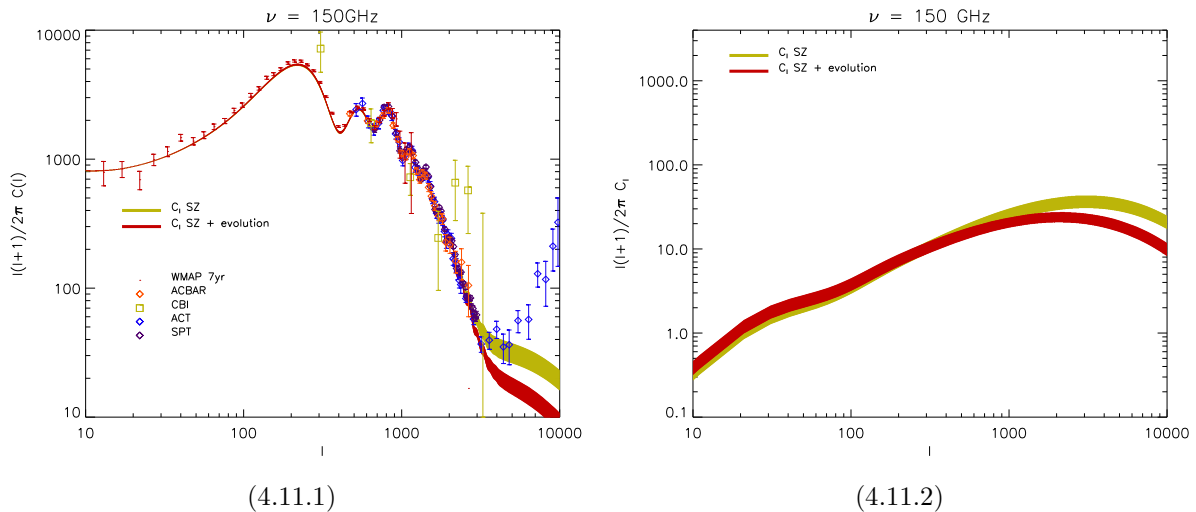 ν = 150GHz
10000
1000
100
10
l(l+1)/2π C(l)
C_l SZ
C_l SZ + evolution
WMAP 7yr
ACBAR
CBI
ACT
SPT
10 100 1000 10000
l
(4.11.1)
ν = 150 GHz
1000.0
100.0
10.0
1.0
0.1
l(l+1)/2π C_l
C_l SZ
C_l SZ + evolution
10 100 1000 10000
l
(4.11.2)